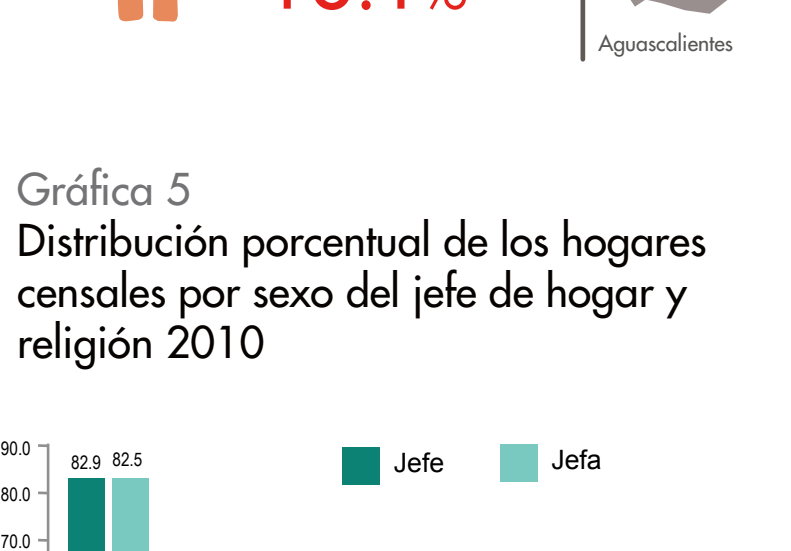 Aguascalientes
Gráfica 5
Distribución porcentual de los hogares
censales por sexo del jefe de hogar y
religión 2010
90.0
82.9 82.5
Jefe
Jefa
80.0
70.0